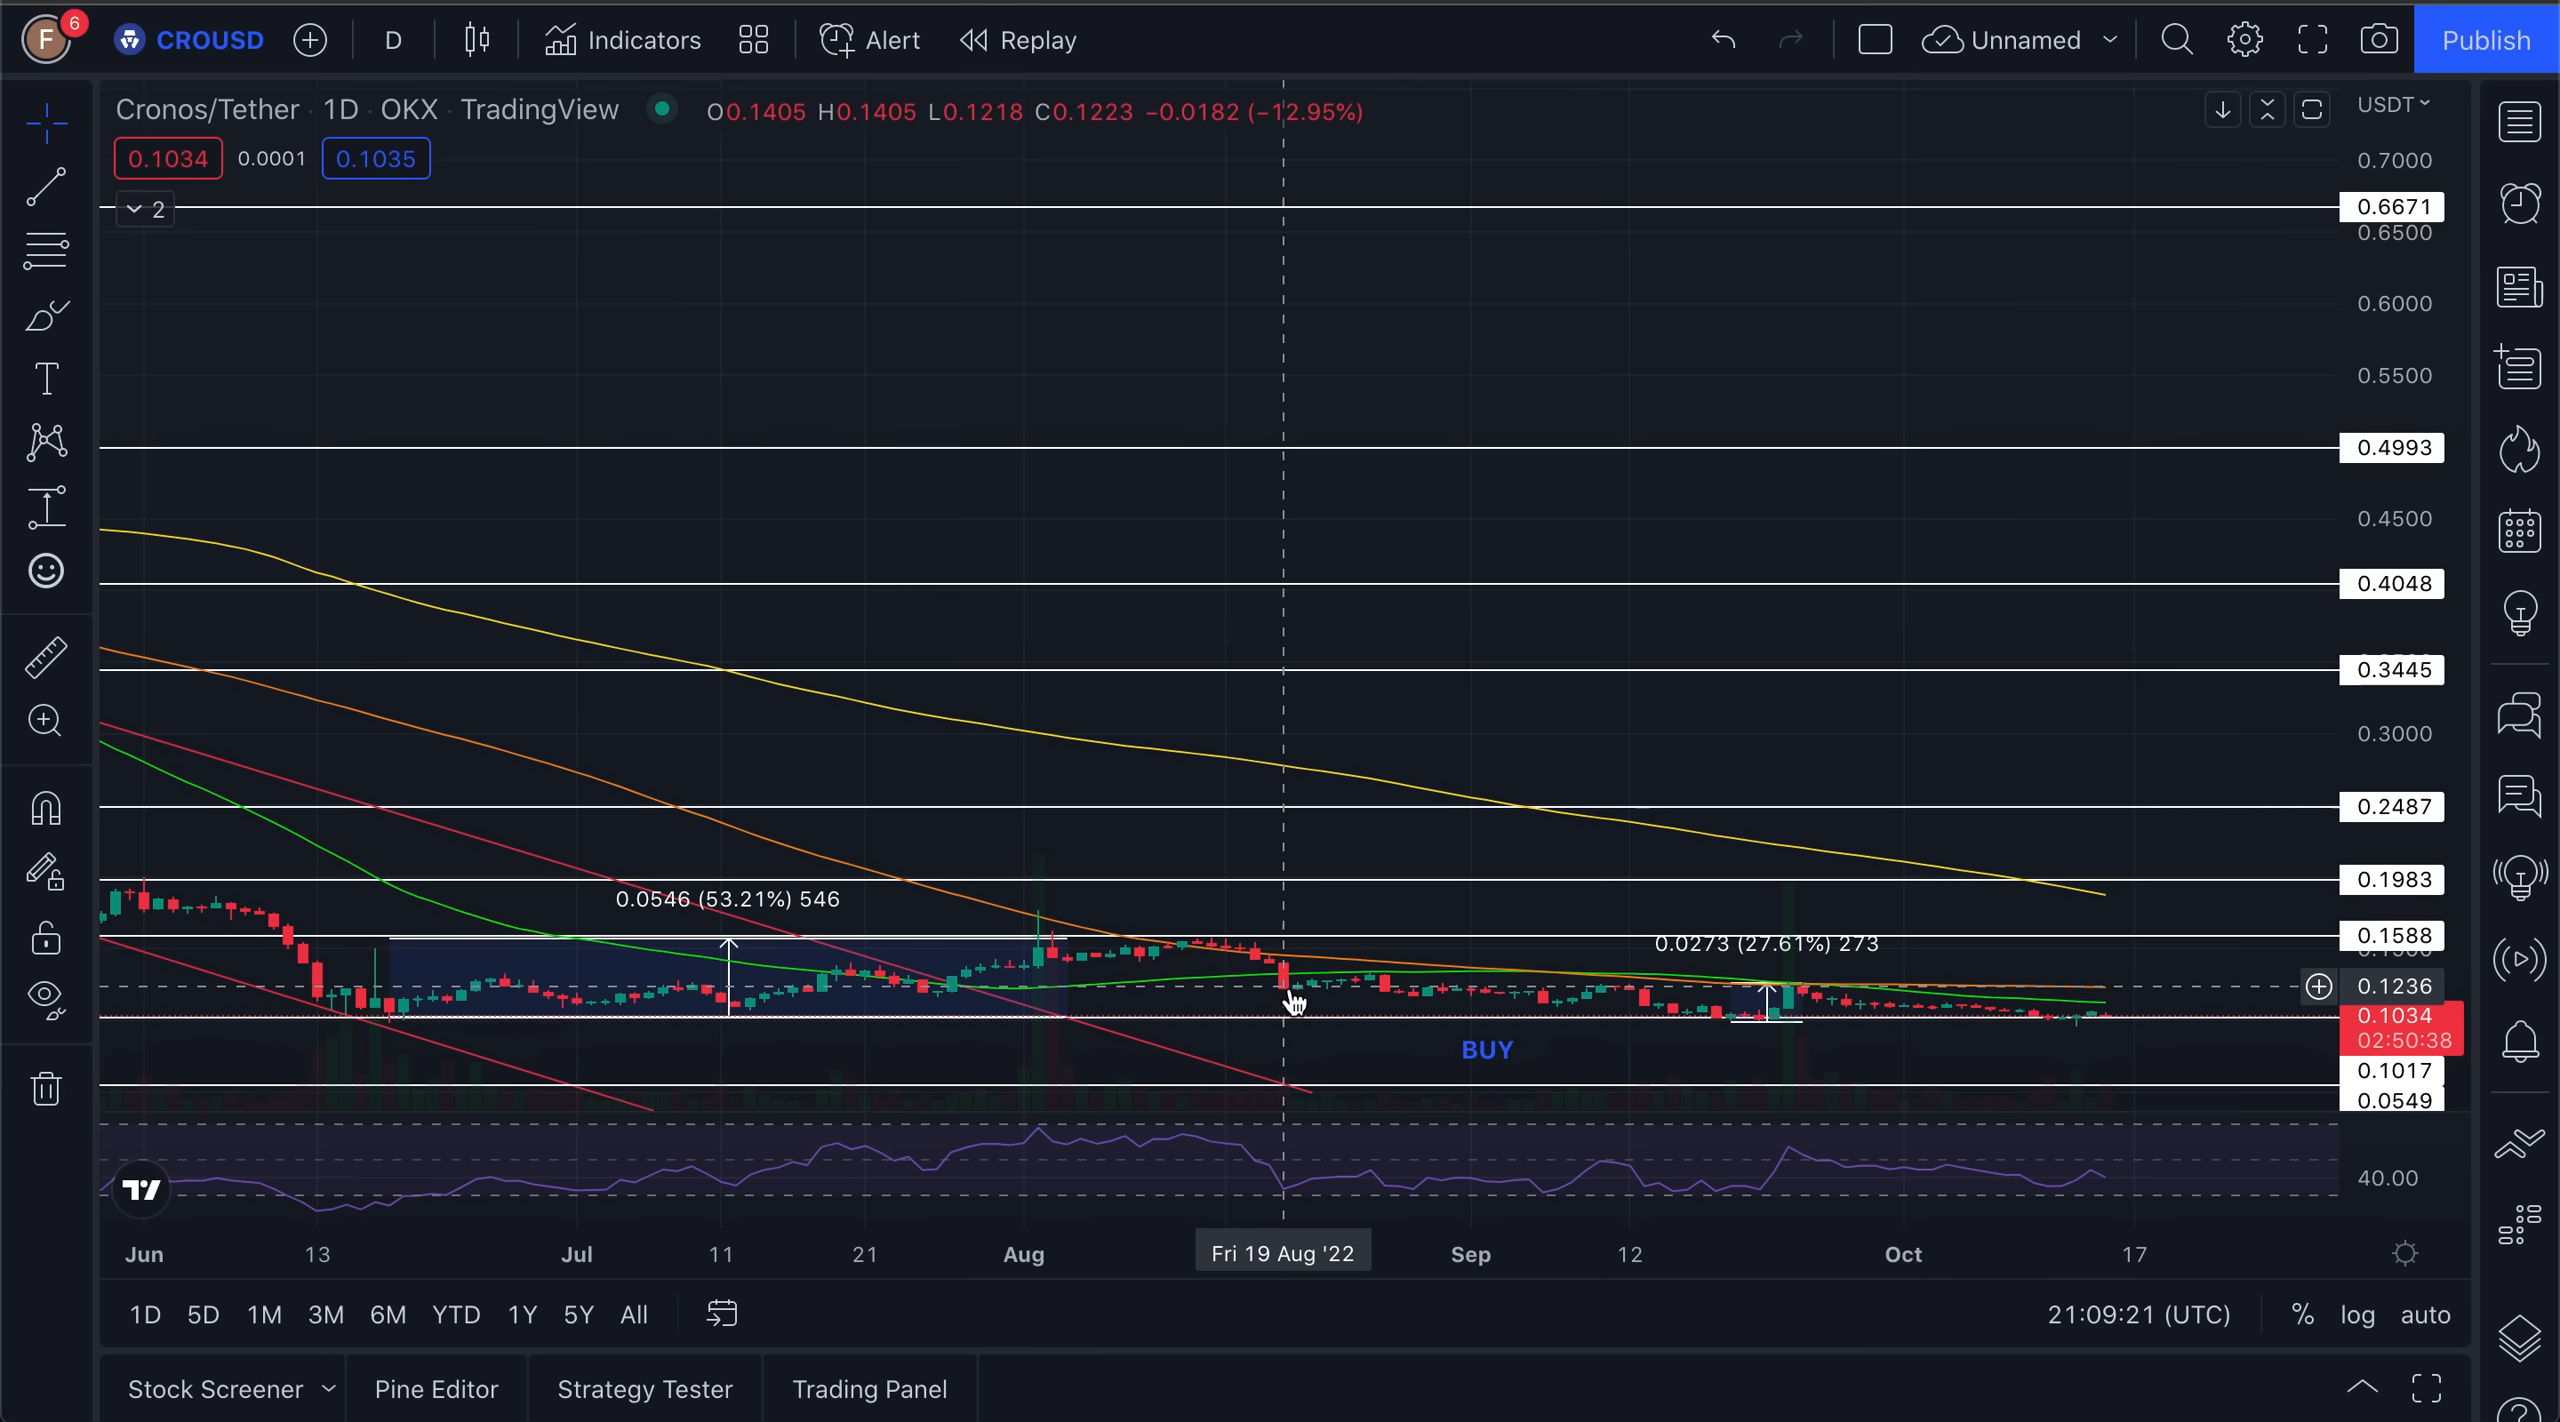 F 6 CROUSD D Indicators Alert Replay Unnamed Publish
Cronos/Tether · 1D · OKX · TradingView O0.1405 H0.1405 L0.1218 C0.1223 −0.0182 (−12.95%) USDT
0.1034 0.0001 0.1035
2
0.7000
0.6671
0.6500
0.6000
0.5500
0.4993
0.4500
0.4048
0.3445
0.3000
0.2487
0.1983
0.0546 (53.21%) 546
0.1588
0.0273 (27.61%) 273
0.1236
0.1034
02:50:38
BUY
0.1017
0.0549
40.00
Jun 13 Jul 11 21 Aug Fri 19 Aug '22 Sep 12 Oct 17
1D 5D 1M 3M 6M YTD 1Y 5Y All 21:09:21 (UTC) % log auto
Stock Screener Pine Editor Strategy Tester Trading Panel